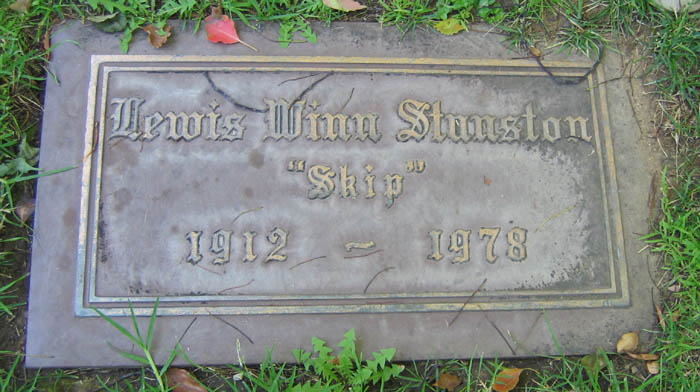 Lewis Winn Stanston
“Skip”
1912 ~ 1978